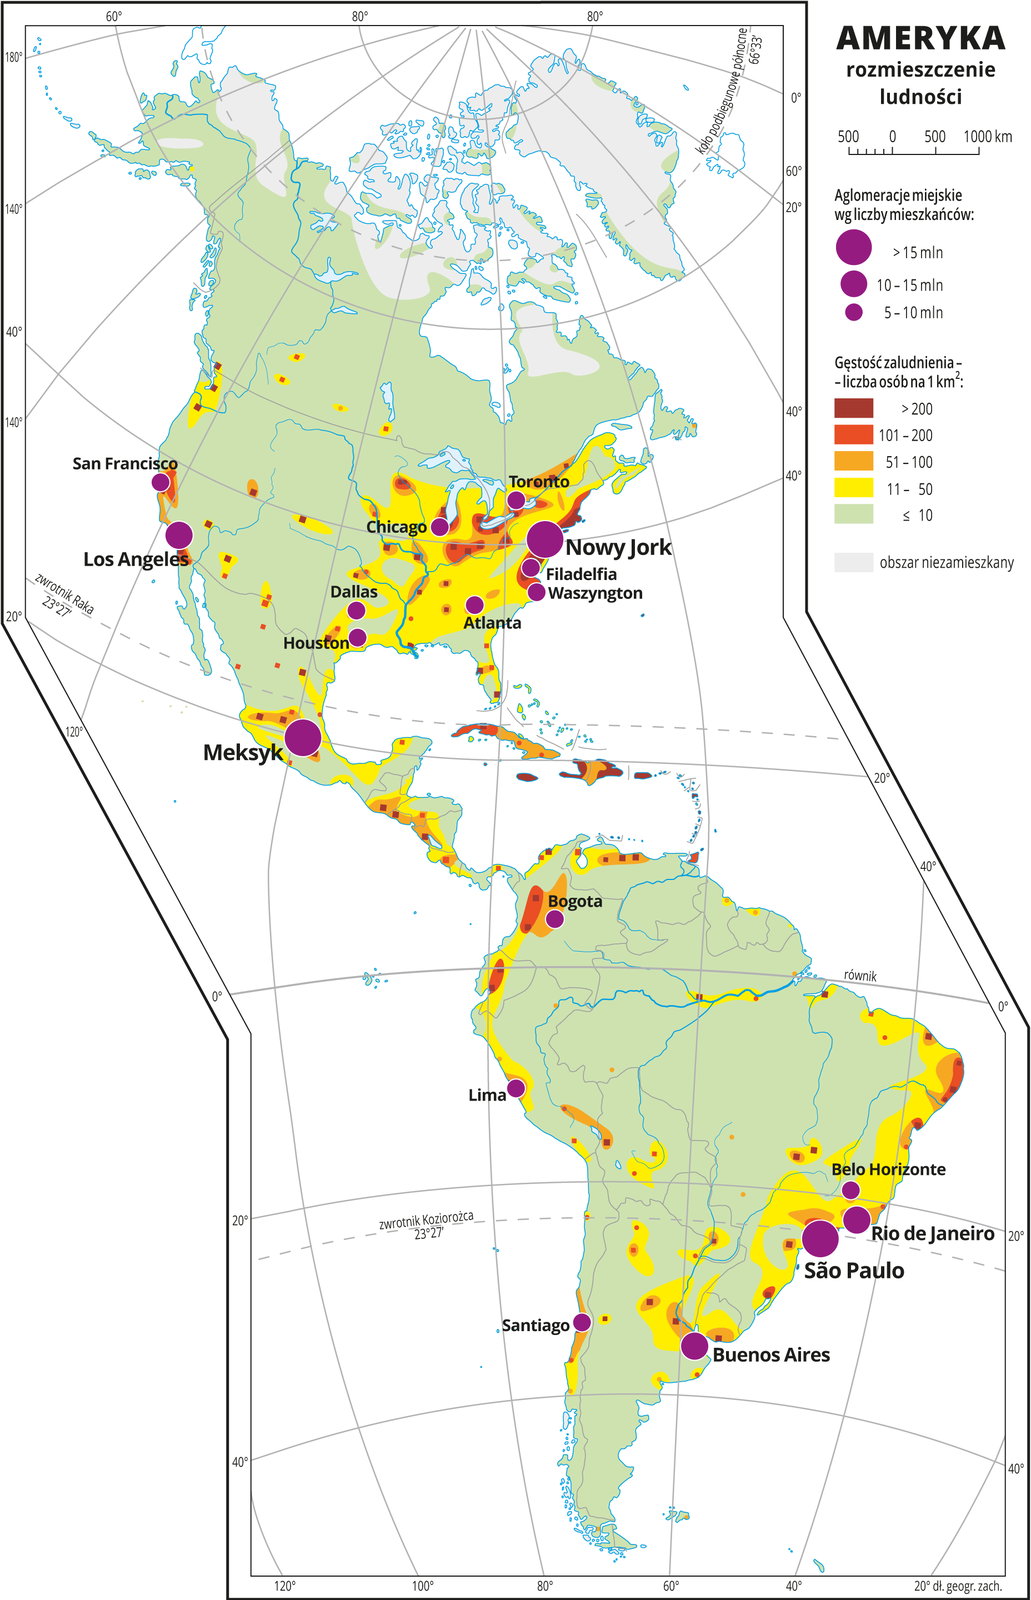 AMERYKA
rozmieszczenie
ludności
500 0 500 1000 km
Aglomeracje miejskie
wg liczby mieszkańców:
> 15 mln
10 – 15 mln
5 – 10 mln
Gęstość zaludnienia –
– liczba osób na 1 km²:
> 200
101 – 200
51 – 100
11 – 50
≤ 10
obszar niezamieszkany
60°
80°
80°
180°
0°
koło podbiegunowe północne
66°33'
60°
20°
140°
40°
40°
140°
40°
San Francisco
Toronto
Chicago
Nowy Jork
Los Angeles
Filadelfia
zwrotnik Raka
23°27'
Dallas
Waszyngton
20°
Atlanta
Houston
120°
Meksyk
20°
40°
Bogota
równik
0°
0°
Lima
Belo Horizonte
zwrotnik Koziorożca
23°27'
20°
Rio de Janeiro
20°
São Paulo
Santiago
Buenos Aires
40°
40°
120°
100°
80°
60°
40°
20° dł. geogr. zach.